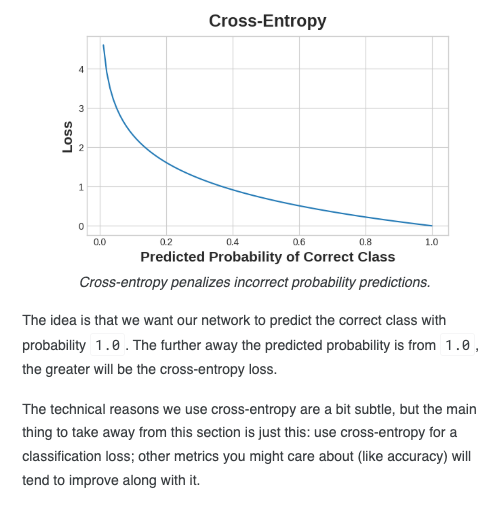 Cross-Entropy
4
3
2
1
0
Loss
0.0 0.2 0.4 0.6 0.8 1.0
Predicted Probability of Correct Class
Cross-entropy penalizes incorrect probability predictions.
The idea is that we want our network to predict the correct class with
probability 1.0 . The further away the predicted probability is from 1.0 ,
the greater will be the cross-entropy loss.
The technical reasons we use cross-entropy are a bit subtle, but the main
thing to take away from this section is just this: use cross-entropy for a
classification loss; other metrics you might care about (like accuracy) will
tend to improve along with it.